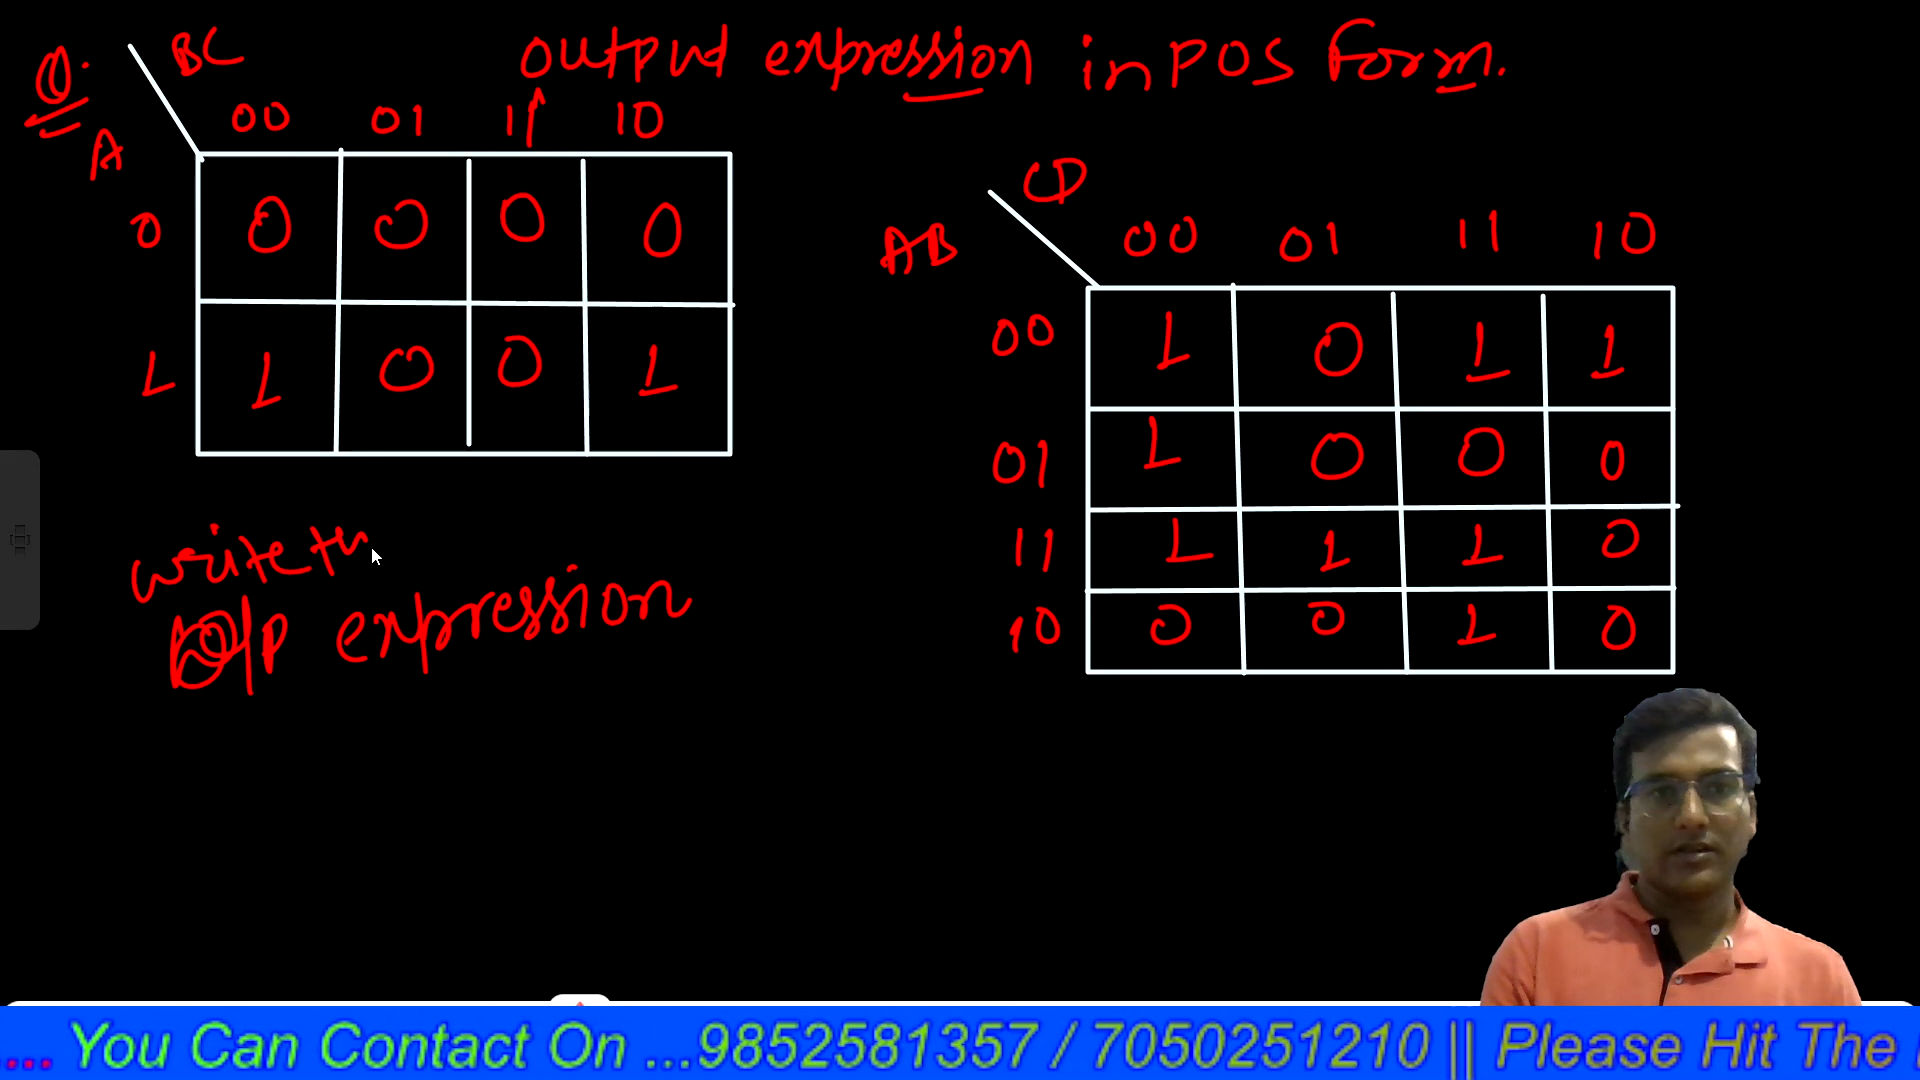 Q. BC output expression in POS form.
A 00 01 11 10
0 0 0 0 0
1 1 0 0 1
CD
AB 00 01 11 10
00 1 0 1 1
01 1 0 0 0
11 1 1 1 0
10 0 0 1 0
write th
O/P expression
... You Can Contact On ...9852581357 / 7050251210 || Please Hit The